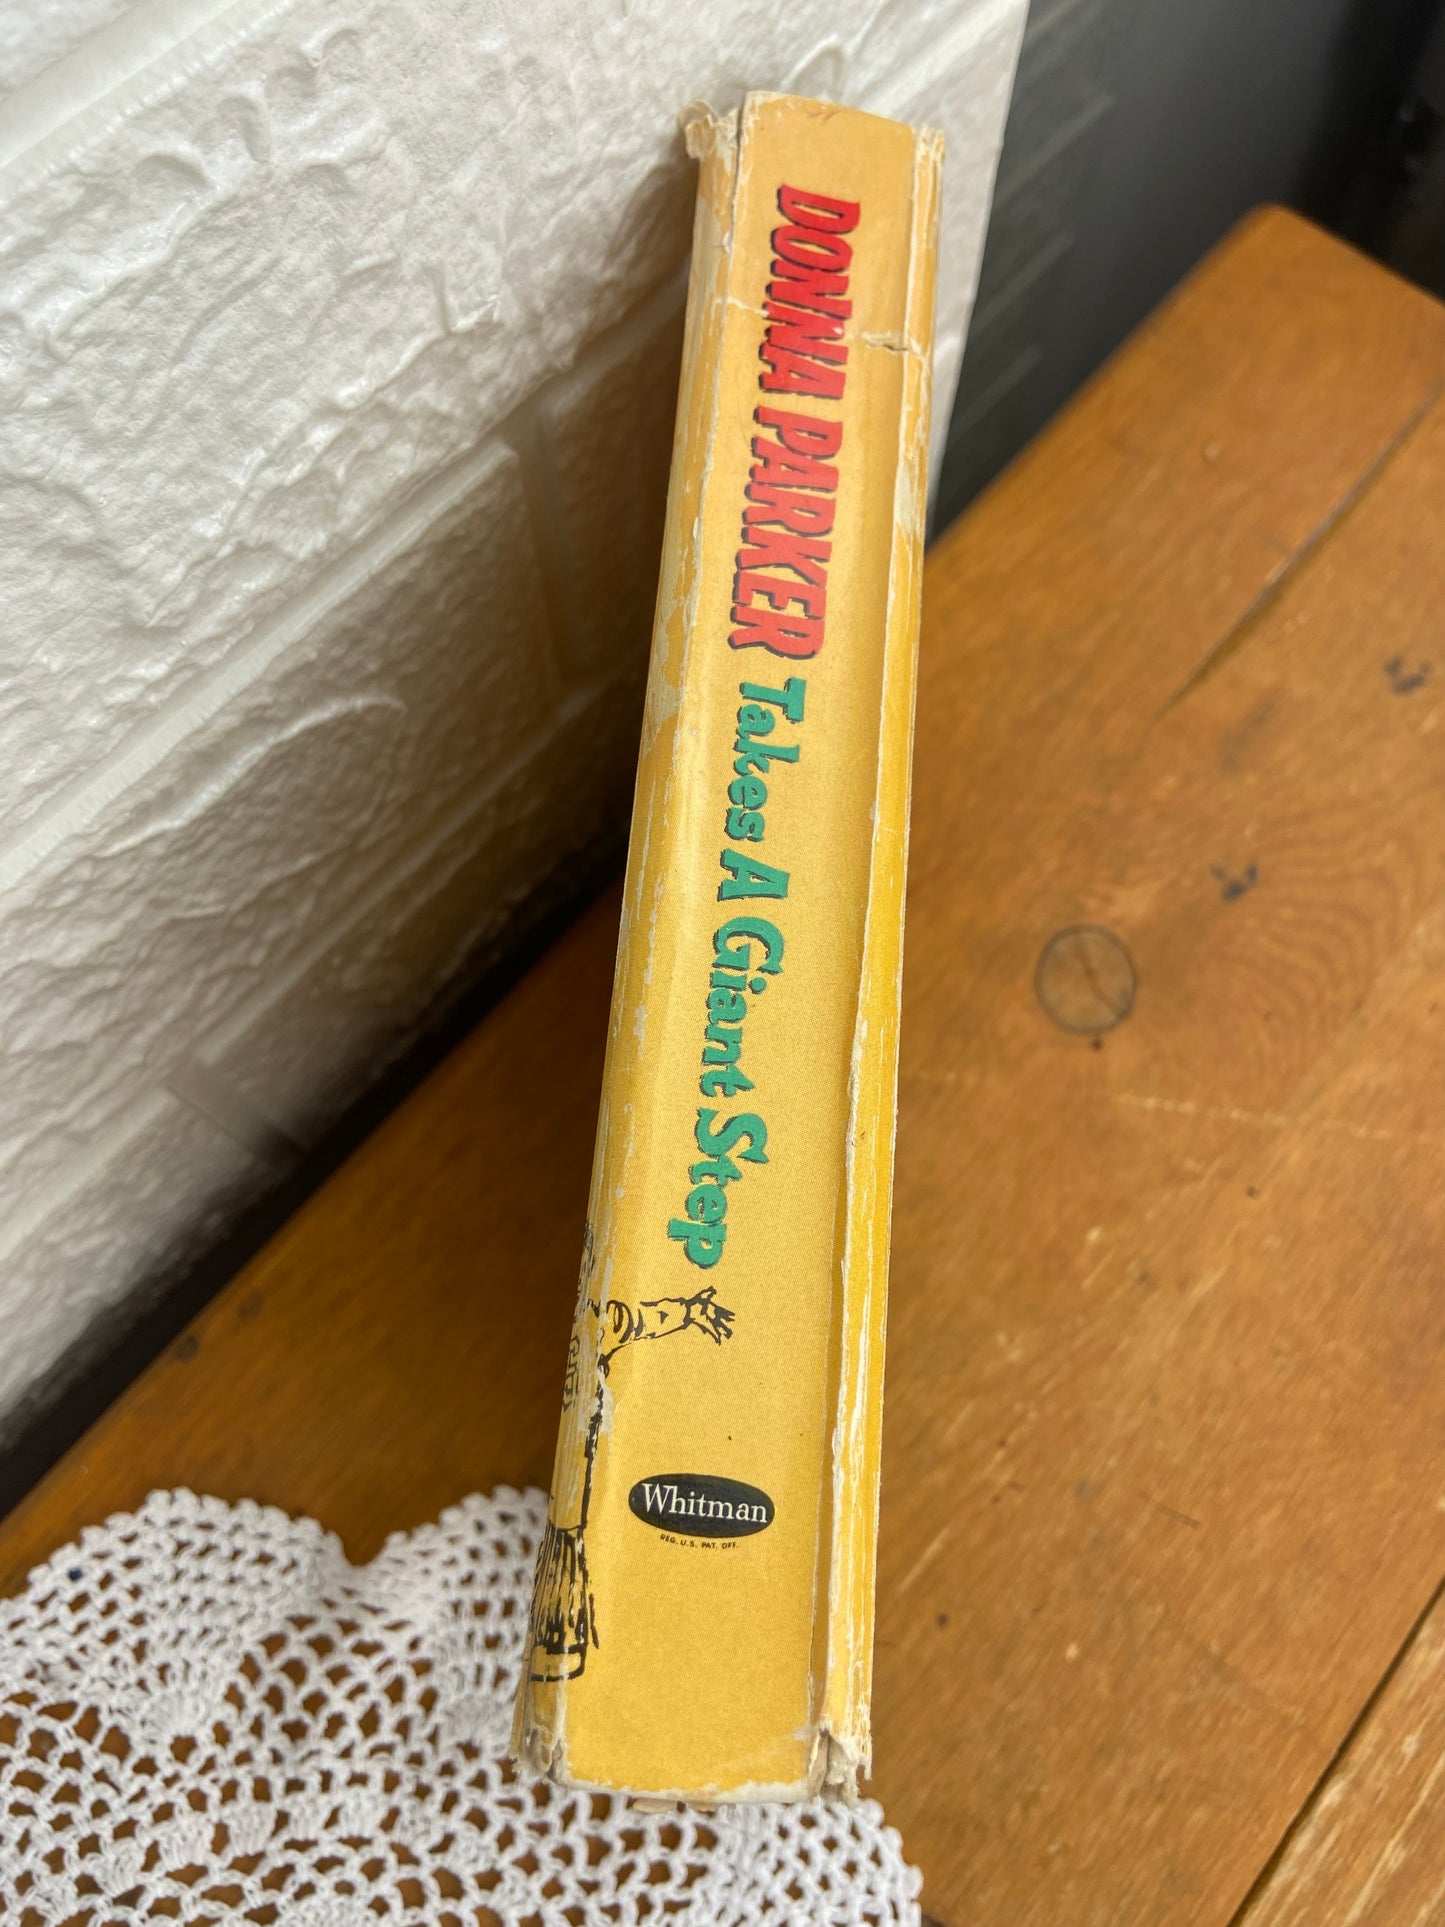 DONNA PARKER Takes A Giant Step
Whitman
REG. U.S. PAT. OFF.